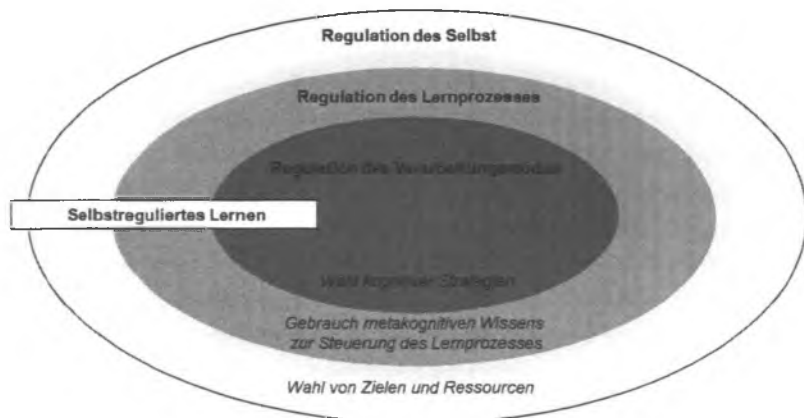 Regulation des Selbst
Regulation des Lernprozesses
Regulation des Verarbeitungsmodus
Selbstreguliertes Lernen
Wahl kognitiver Strategien
Gebrauch metakognitiven Wissens
zur Steuerung des Lernprozesses
Wahl von Zielen und Ressourcen